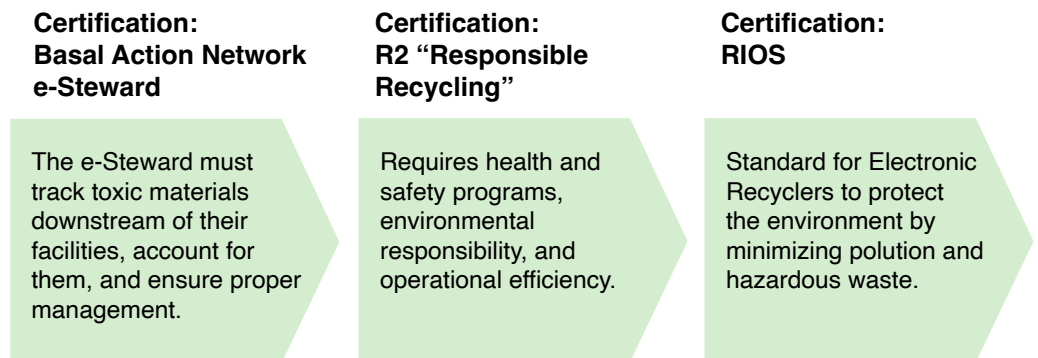 Certification:
Basal Action Network
e-Steward
The e-Steward must
track toxic materials
downstream of their
facilities, account for
them, and ensure proper
management.
Certification:
R2 “Responsible
Recycling”
Requires health and
safety programs,
environmental
responsibility, and
operational efficiency.
Certification:
RIOS
Standard for Electronic
Recyclers to protect
the environment by
minimizing polution and
hazardous waste.